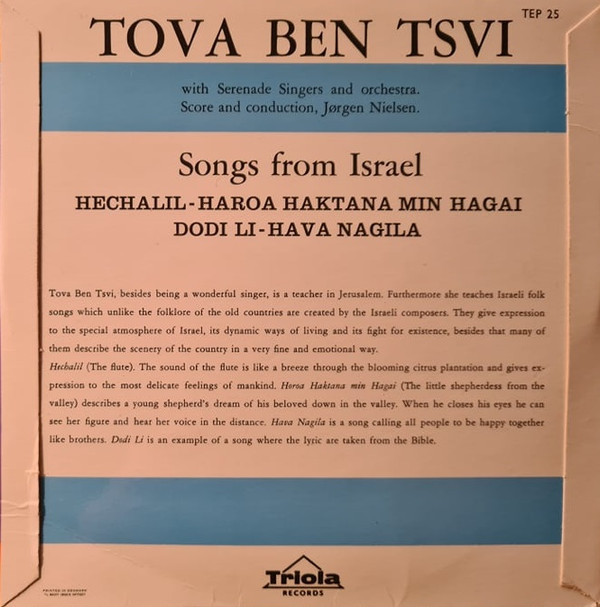 TEP 25
TOVA BEN TSVI
with Serenade Singers and orchestra.
Score and conduction, Jørgen Nielsen.
Songs from Israel
HECHALIL-HAROA HAKTANA MIN HAGAI
DODI LI-HAVA NAGILA
Tova Ben Tsvi, besides being a wonderful singer, is a teacher in Jerusalem. Furthermore she teaches Israeli folk
songs which unlike the folklore of the old countries are created by the Israeli composers. They give expression
to the special atmosphere of Israel, its dynamic ways of living and its fight for existence, besides that many of
them describe the scenery of the country in a very fine and emotional way.
Hechalil (The flute). The sound of the flute is like a breeze through the blooming citrus plantation and gives ex-
pression to the most delicate feelings of mankind. Horoa Haktana min Hagai (The little shepherdess from the
valley) describes a young shepherd's dream of his beloved down in the valley. When he closes his eyes he can
see her figure and hear her voice in the distance. Hava Nagila is a song calling all people to be happy together
like brothers. Dodi Li is an example of a song where the lyric are taken from the Bible.
Triola
RECORDS
PRINTED IN DENMARK